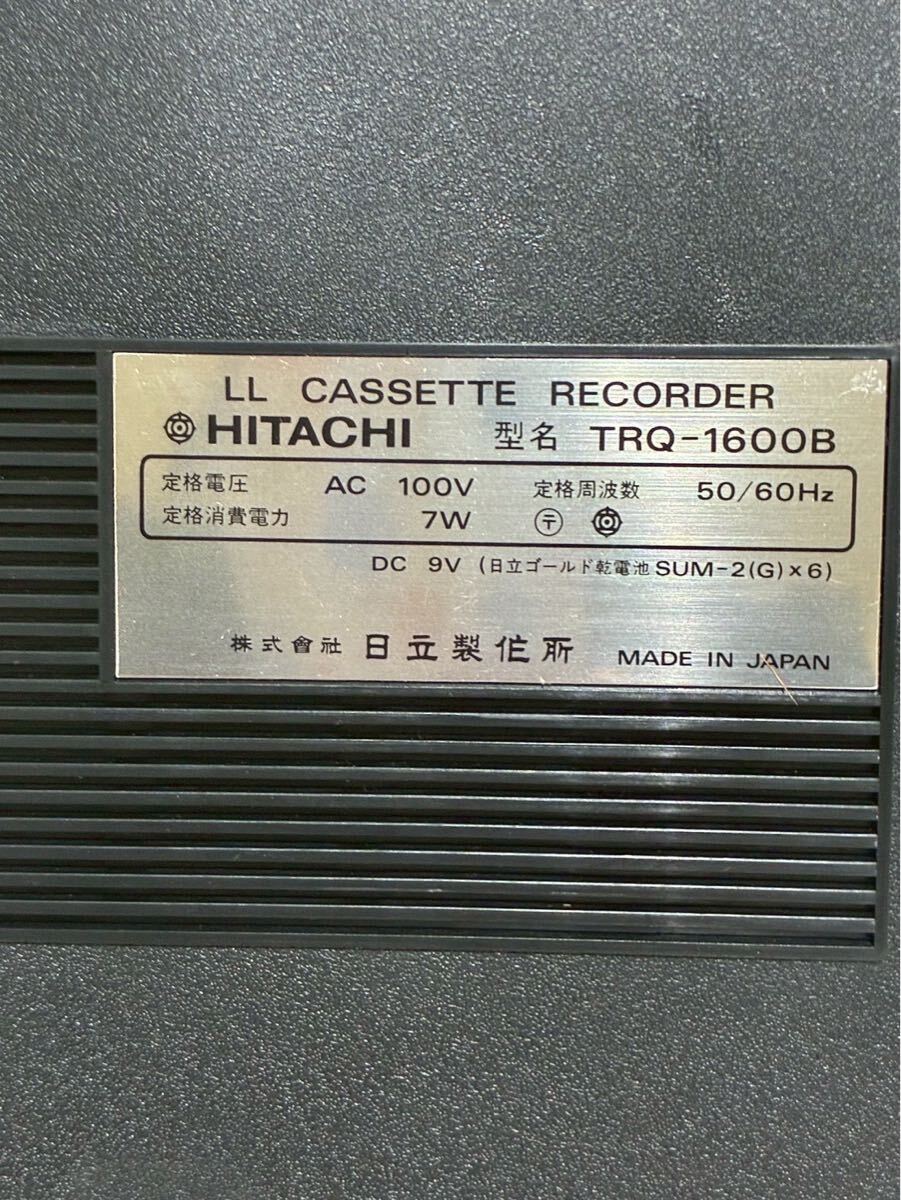 LL CASSETTE RECORDER
HITACHI 型名 TRQ-1600B
定格電圧 AC 100V 定格周波数 50/60Hz
定格消費電力 7W 〒
DC 9V (日立ゴールド乾電池 SUM-2(G)×6)
株式會社 日立製作所 MADE IN JAPAN